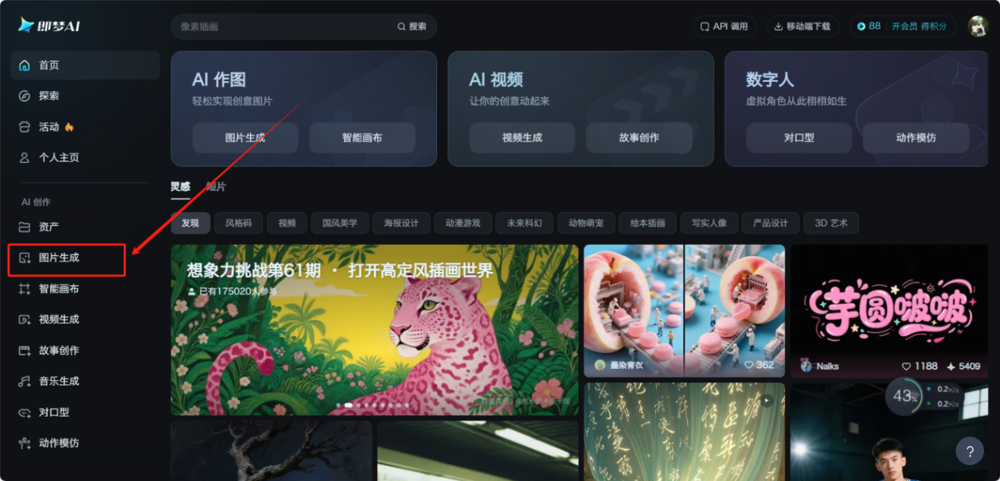 即梦AI
像素插画
搜索
API 调用
移动端下载
88
开会员 得积分
首页
探索
活动
个人主页
AI 创作
资产
图片生成
智能画布
视频生成
故事创作
音乐生成
对口型
动作模仿
AI 作图
轻松实现创意图片
图片生成
智能画布
AI 视频
让你的创意动起来
视频生成
故事创作
数字人
虚拟角色从此栩栩如生
对口型
动作模仿
灵感
短片
发现
风格码
视频
国风美学
海报设计
动漫游戏
未来科幻
动物萌宠
绘本插画
写实人像
产品设计
3D 艺术
想象力挑战第61期 · 打开高定风插画世界
已有175020人参与
墨染青衣
362
芋圆啵啵
Nalks
1188
5409
43%
0.2K/s
0.2K/s
?